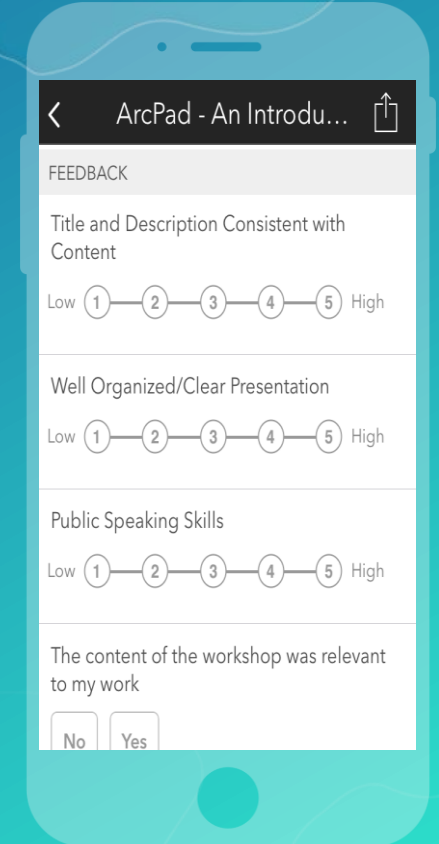 ArcPad - An Introdu...
FEEDBACK
Title and Description Consistent with
Content
Low 1 2 3 4 5 High
Well Organized/Clear Presentation
Low 1 2 3 4 5 High
Public Speaking Skills
Low 1 2 3 4 5 High
The content of the workshop was relevant
to my work
No Yes